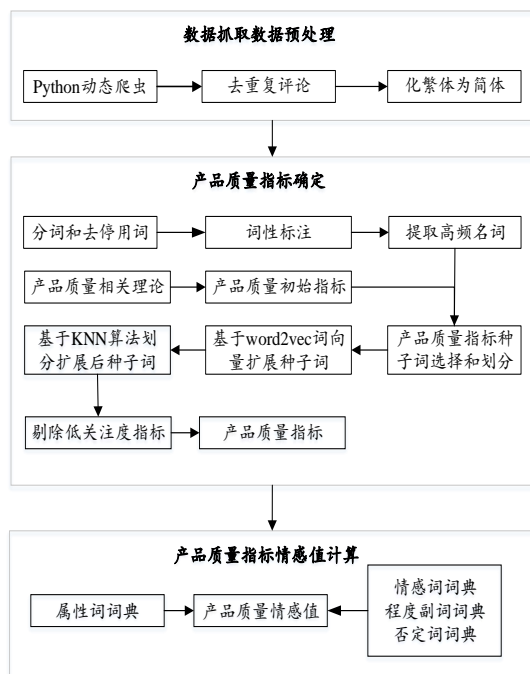 数据抓取数据预处理
Python动态爬虫
去重复评论
化繁体为简体
产品质量指标确定
分词和去停用词
词性标注
提取高频名词
产品质量相关理论
产品质量初始指标
基于KNN算法划
分扩展后种子词
基于word2vec词向
量扩展种子词
产品质量指标种
子词选择和划分
剔除低关注度指标
产品质量指标
产品质量指标情感值计算
属性词词典
产品质量情感值
情感词词典
程度副词词典
否定词词典